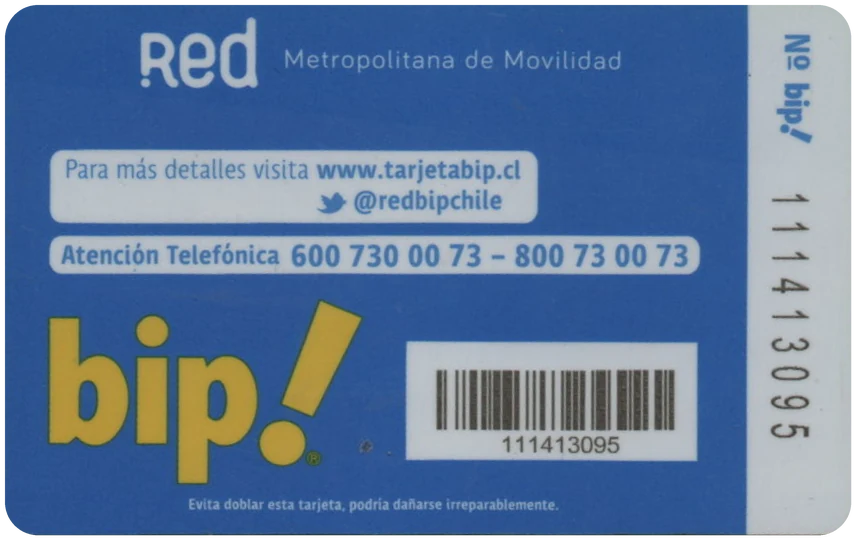 Red Metropolitana de Movilidad
Para más detalles visita www.tarjetabip.cl
@redbipchile
Atención Telefónica 600 730 00 73 – 800 73 00 73
bip!®
111413095
Evita doblar esta tarjeta, podría dañarse irreparablemente.
Nº bip! 111413095